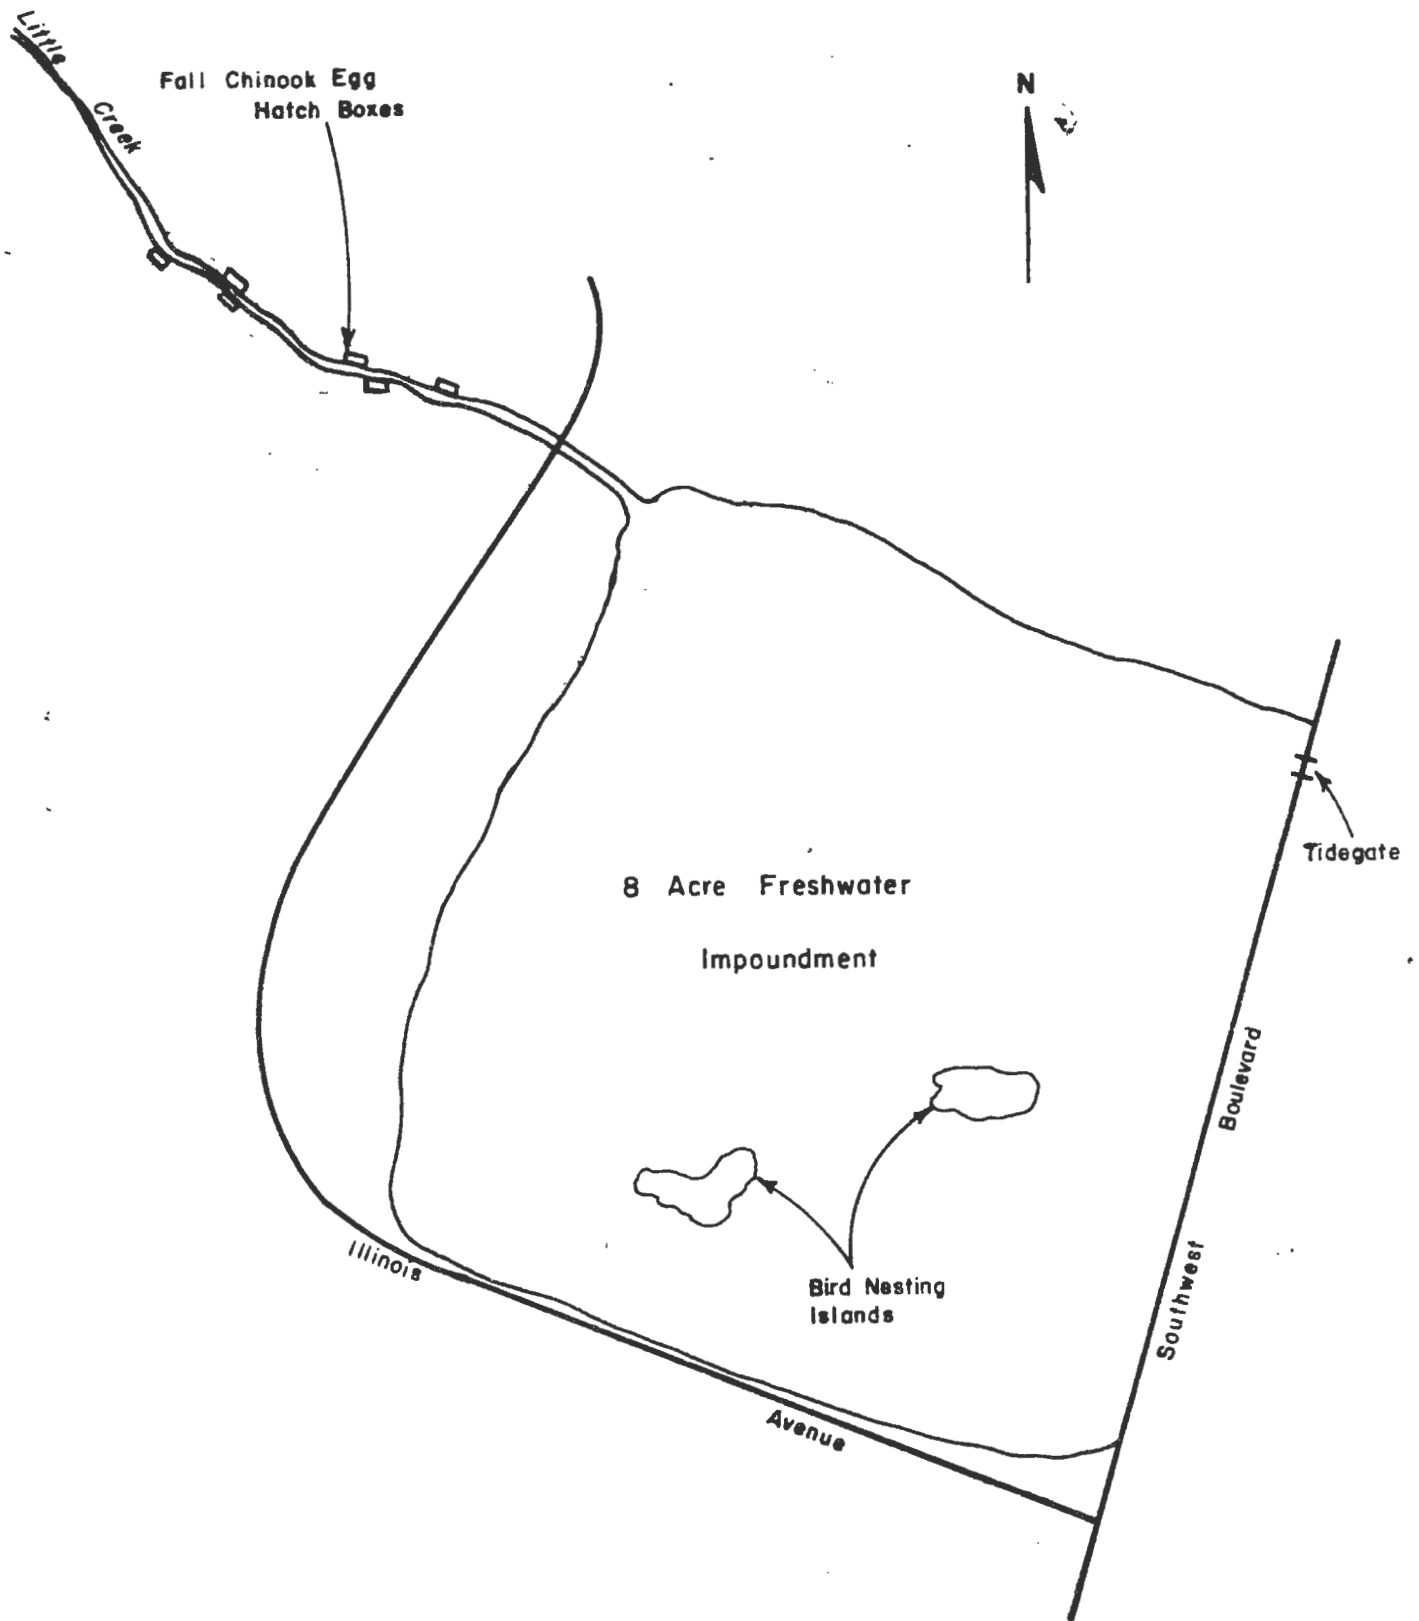 Little
Creek
Fall Chinook Egg
Hatch Boxes
N
Tidegate
8 Acre Freshwater
Impoundment
Boulevard
Southwest
Bird Nesting
Islands
Illinois
Avenue